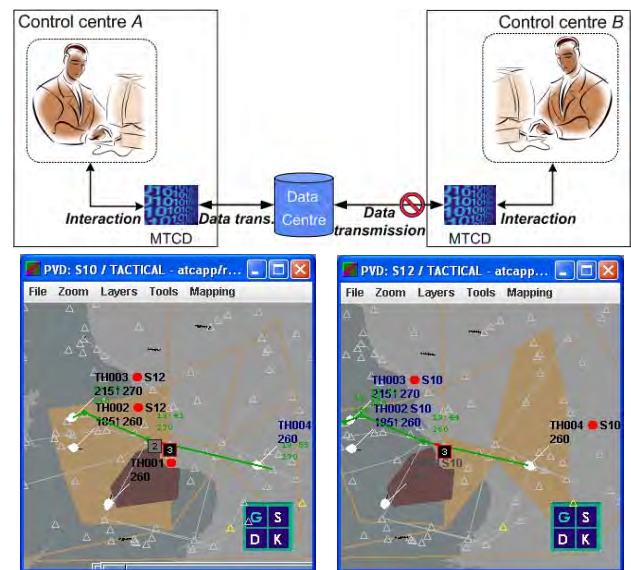 Control centre A
Control centre B
Data
Centre
Interaction
MTCD
Data trans.
Data
transmission
MTCD
Interaction
PVD: S10 / TACTICAL - atcapp/r...
File Zoom Layers Tools Mapping
TH003 S12
215↑270
TH002 S12
195↑260
270
TH004
260
2
3
TH001
260
G S
D K
PVD: S12 / TACTICAL - atcapp...
File Zoom Layers Tools Mapping
TH003 S10
215↑270
TH002 S10
195↑260
260
TH004 S10
260
3
S10
G S
D K